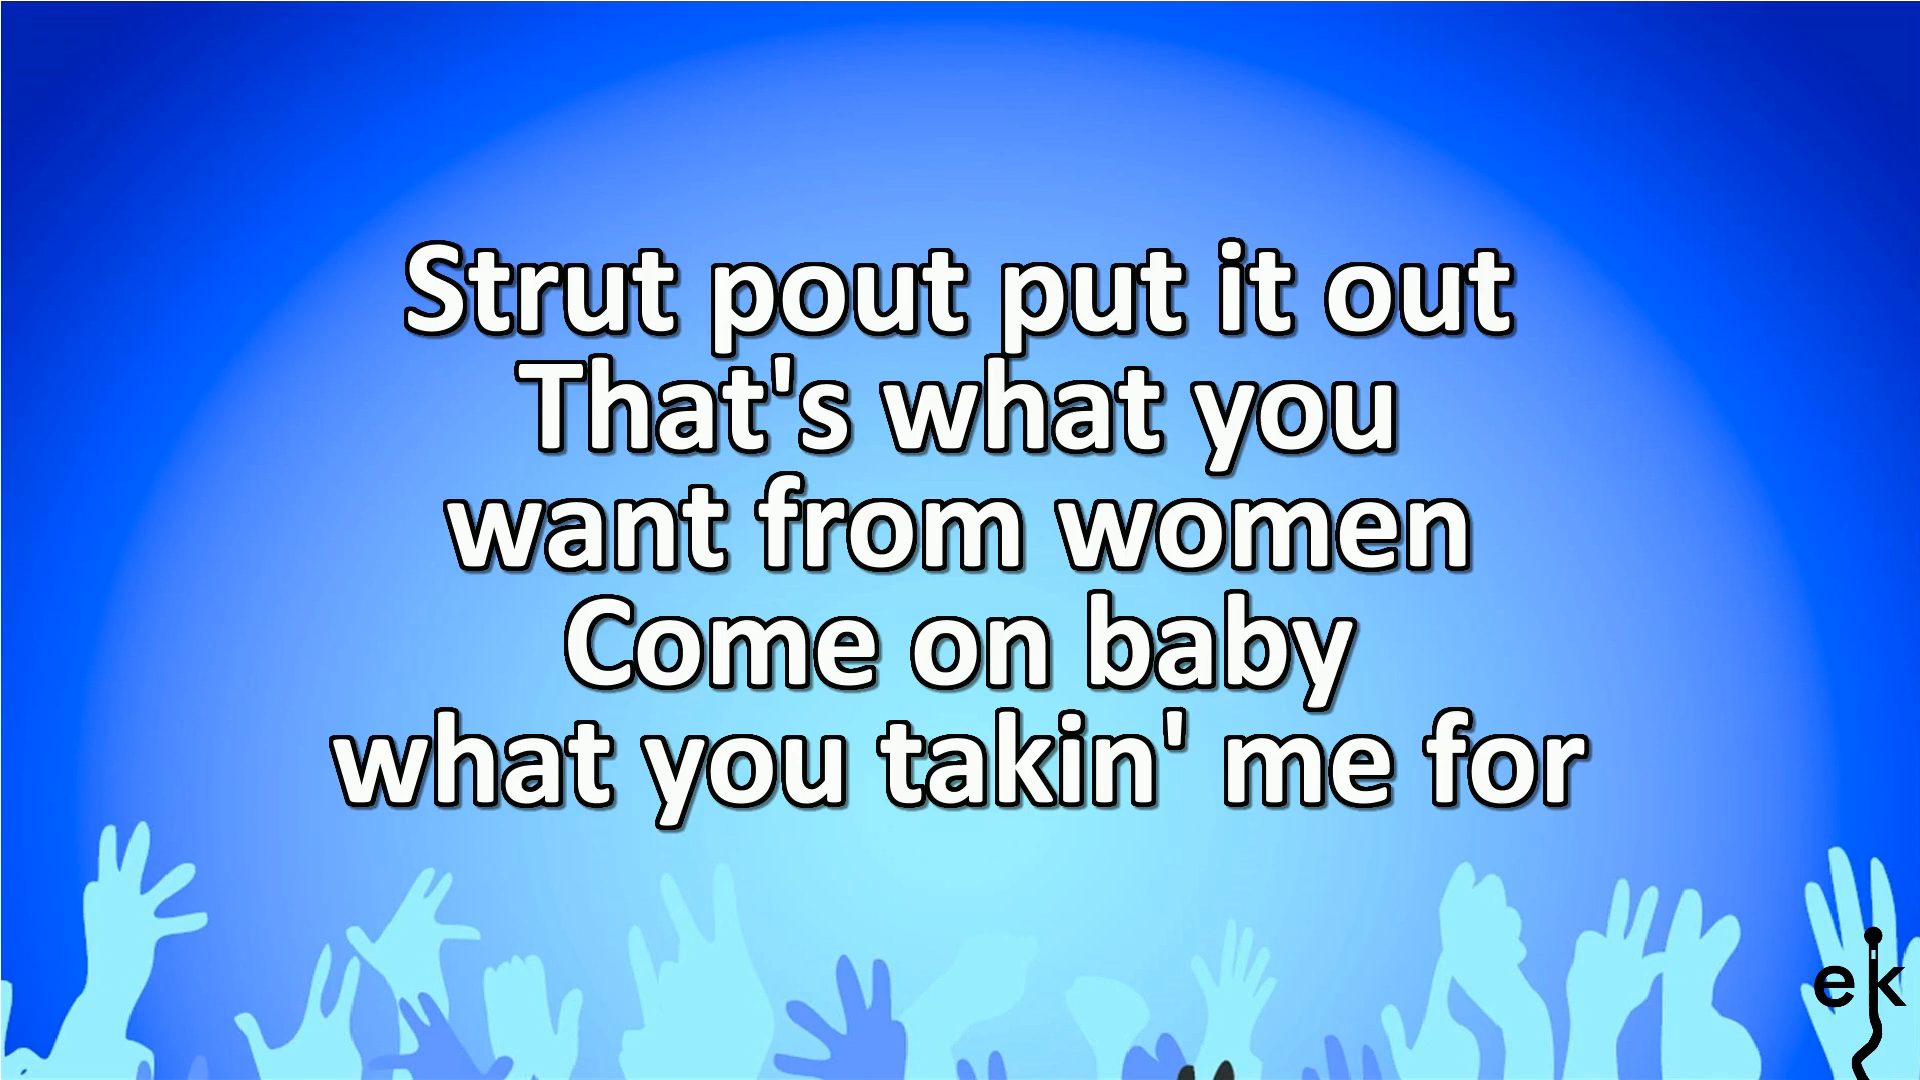 Strut pout put it out
That's what you
want from women
Come on baby
what you takin' me for
ek